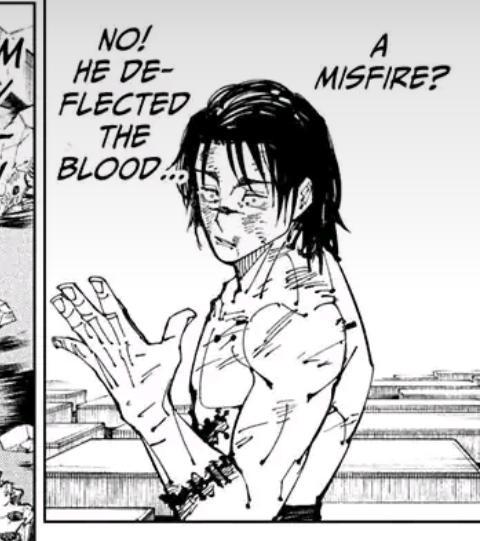 A
MISFIRE?
NO!
HE DE-
FLECTED
THE
BLOOD...